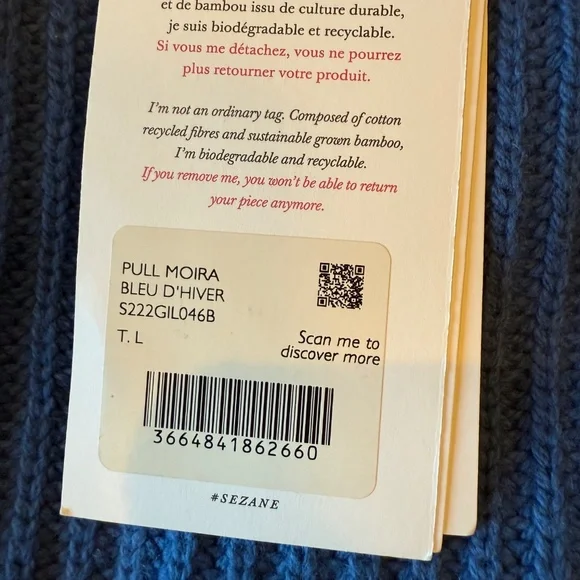 et de bambou issu de culture durable,
je suis biodégradable et recyclable.
Si vous me détachez, vous ne pourrez
plus retourner votre produit.
I'm not an ordinary tag. Composed of cotton
recycled fibres and sustainable grown bamboo,
I'm biodegradable and recyclable.
If you remove me, you won't be able to return
your piece anymore.
PULL MOIRA
BLEU D'HIVER
S222GIL046B
T. L
Scan me to
discover more
3664841862660
#SEZANE